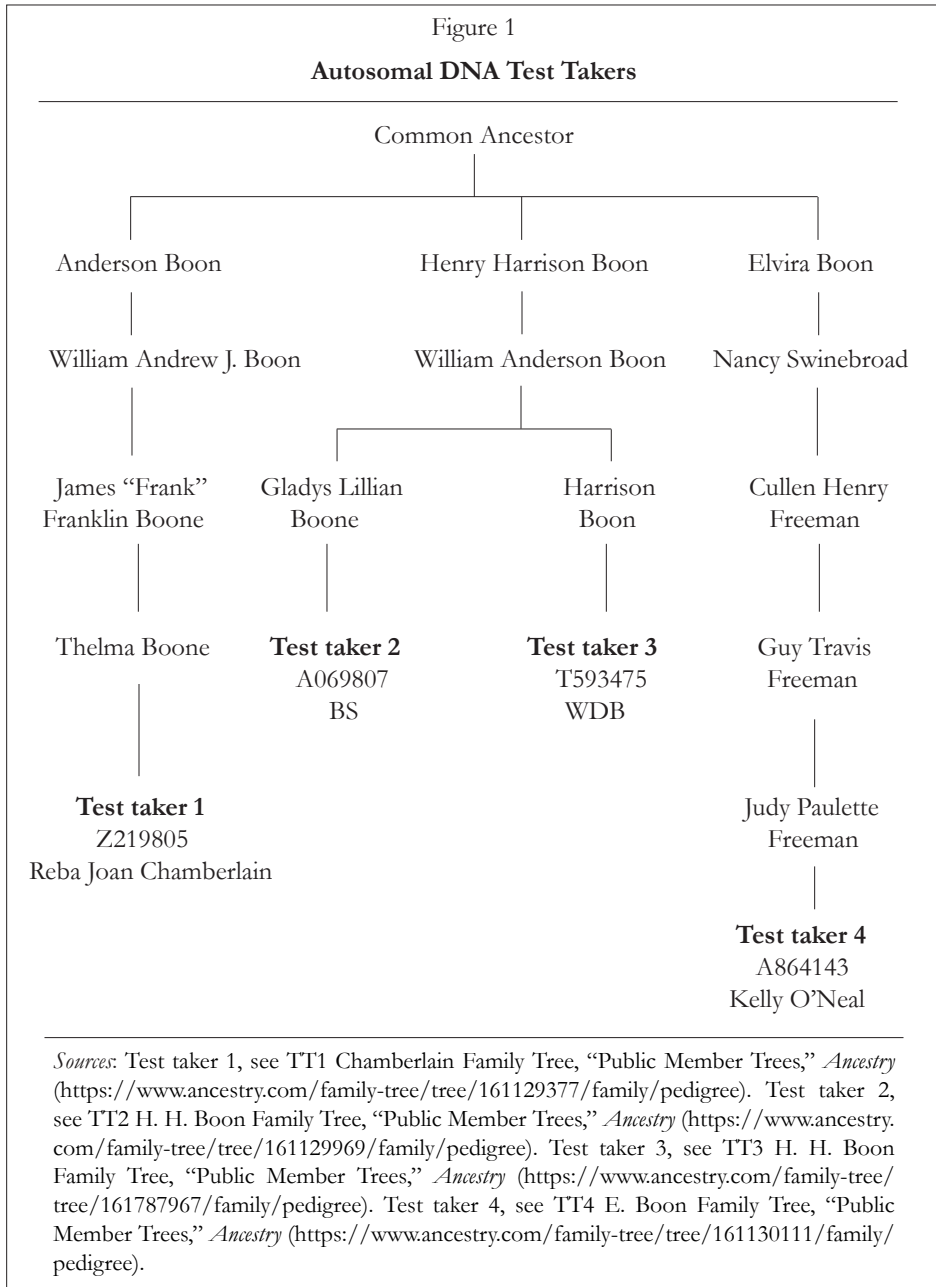 Figure 1
Autosomal DNA Test Takers
Common Ancestor
Anderson Boon
Henry Harrison Boon
Elvira Boon
William Andrew J. Boon
William Anderson Boon
Nancy Swinebroad
James “Frank”
Franklin Boone
Gladys Lillian
Boone
Harrison
Boon
Cullen Henry
Freeman
Thelma Boone
Test taker 2
A069807
BS
Test taker 3
T593475
WDB
Guy Travis
Freeman
Test taker 1
Z219805
Reba Joan Chamberlain
Judy Paulette
Freeman
Test taker 4
A864143
Kelly O’Neal
Sources: Test taker 1, see TT1 Chamberlain Family Tree, “Public Member Trees,” Ancestry
(https://www.ancestry.com/family-tree/tree/161129377/family/pedigree). Test taker 2,
see TT2 H. H. Boon Family Tree, “Public Member Trees,” Ancestry (https://www.ancestry.
com/family-tree/tree/161129969/family/pedigree). Test taker 3, see TT3 H. H. Boon
Family Tree, “Public Member Trees,” Ancestry (https://www.ancestry.com/family-tree/
tree/161787967/family/pedigree). Test taker 4, see TT4 E. Boon Family Tree, “Public
Member Trees,” Ancestry (https://www.ancestry.com/family-tree/tree/161130111/family/
pedigree).